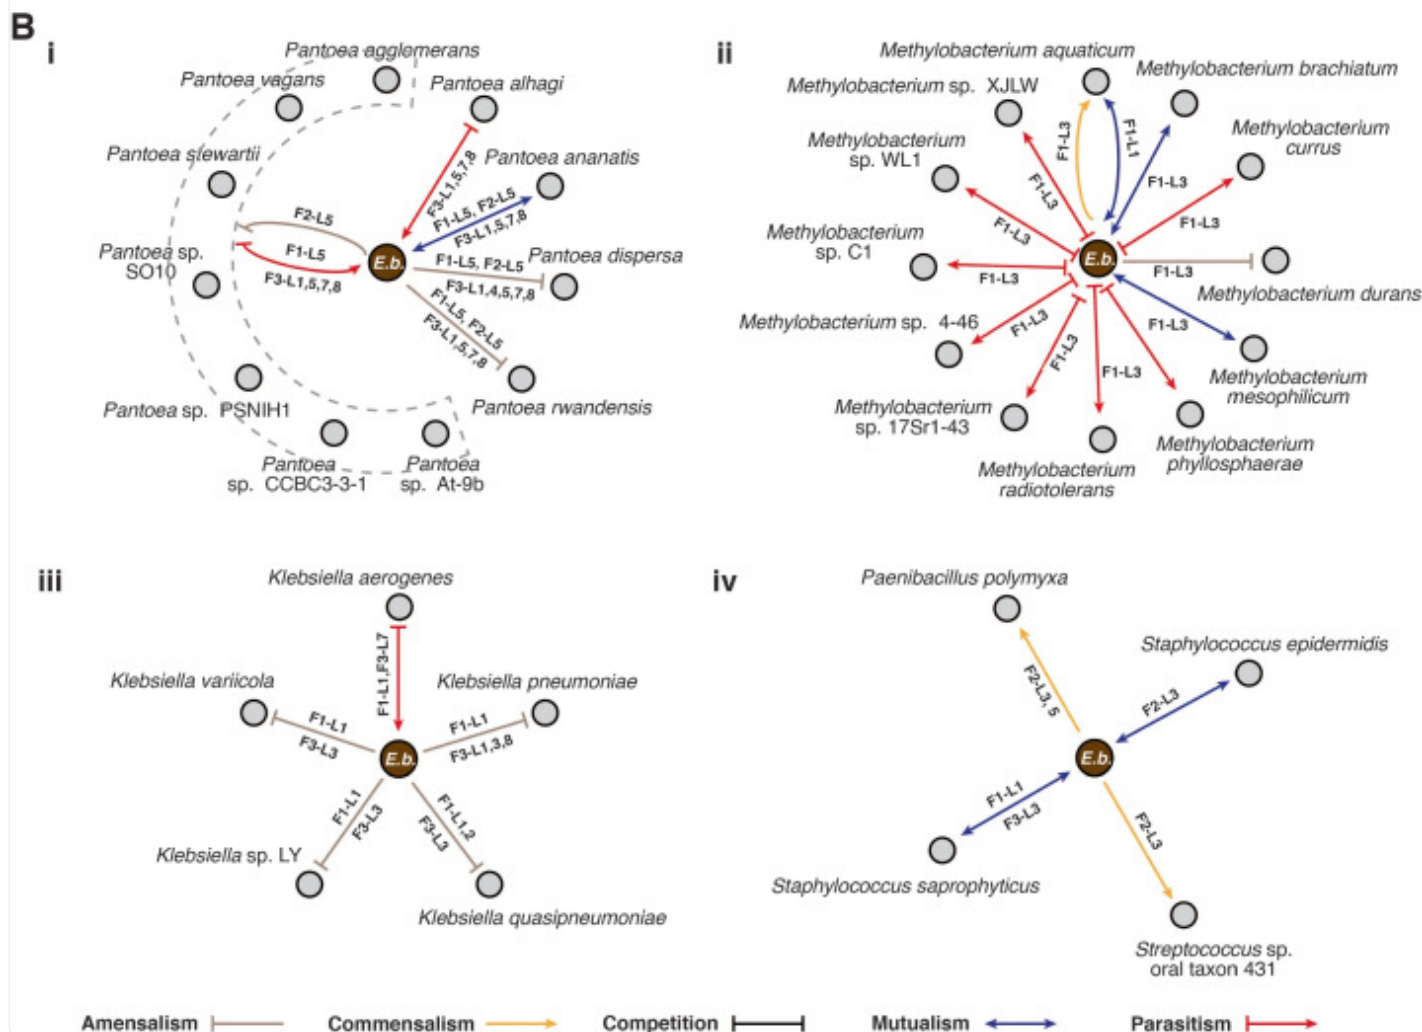 B
i
Pantoea agglomerans
Pantoea vagans
Pantoea alhagi
Pantoea stewartii
Pantoea ananatis
F3-L1,5,7,8
F2-L5
F1-L5, F2-L5
F3-L1,5,7,8
Pantoea sp.
SO10
F1-L5
F3-L1,5,7,8
E.b.
F1-L5, F2-L5
F3-L1,4,5,7,8
Pantoea dispersa
F1-L5, F2-L5
F3-L1,5,7,8
Pantoea sp. PSNIH1
Pantoea rwandensis
Pantoea
sp. CCBC3-3-1
Pantoea
sp. At-9b
ii
Methylobacterium aquaticum
Methylobacterium sp. XJLW
Methylobacterium brachiatum
Methylobacterium
sp. WL1
Methylobacterium
currus
F1-L3
F1-L1
F1-L3
F1-L3
F1-L3
F1-L3
Methylobacterium
sp. C1
F1-L3
E.b.
F1-L3
Methylobacterium durans
Methylobacterium sp. 4-46
F1-L3
F1-L3
F1-L3
F1-L3
F1-L3
Methylobacterium
mesophilicum
Methylobacterium
sp. 17Sr1-43
Methylobacterium
radiotolerans
Methylobacterium
phyllosphaerae
iii
Klebsiella aerogenes
F1-L1,F3-L7
Klebsiella variicola
Klebsiella pneumoniae
F1-L1
F3-L3
F1-L1
F3-L1,3,8
E.b.
F1-L1
F3-L3
F1-L1,2
F3-L3
Klebsiella sp. LY
Klebsiella quasipneumoniae
iv
Paenibacillus polymyxa
Staphylococcus epidermidis
F2-L3, 5
F2-L3
E.b.
F1-L1
F3-L3
F2-L3
Staphylococcus saprophyticus
Streptococcus sp.
oral taxon 431
Amensalism Commensalism Competition Mutualism Parasitism